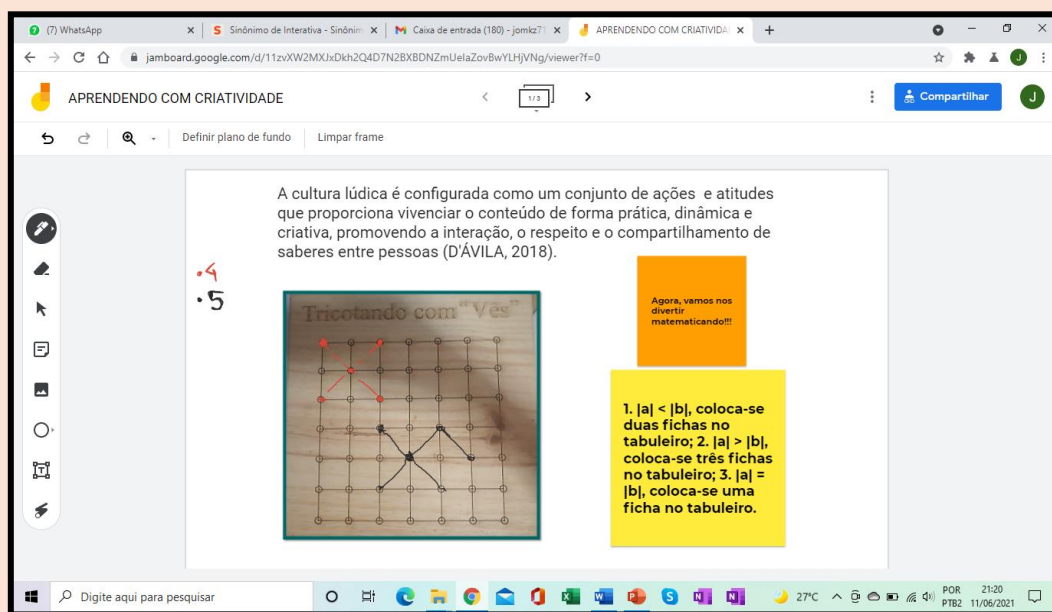 (7) WhatsApp
Sinônimo de Interativa - Sinônim
Caixa de entrada (180) - jomkz71
APRENDENDO COM CRIATIVIDA
jamboard.google.com/d/11zvXW2MXJxDkh2Q4D7N2BXBDNZmUeIaZovBwYLHjVNg/viewer?f=0
APRENDENDO COM CRIATIVIDADE
1/3
Compartilhar
J
Definir plano de fundo
Limpar frame
A cultura lúdica é configurada como um conjunto de ações e atitudes
que proporciona vivenciar o conteúdo de forma prática, dinâmica e
criativa, promovendo a interação, o respeito e o compartilhamento de
saberes entre pessoas (D'ÁVILA, 2018).
.4
.5
Tricotando com "Vês"
Agora, vamos nos
divertir
matematicando!!!
1. |a| < |b|, coloca-se
duas fichas no
tabuleiro; 2. |a| > |b|,
coloca-se três fichas
no tabuleiro; 3. |a| =
|b|, coloca-se uma
ficha no tabuleiro.
Digite aqui para pesquisar
27°C
POR
PTB2
21:20
11/06/2021